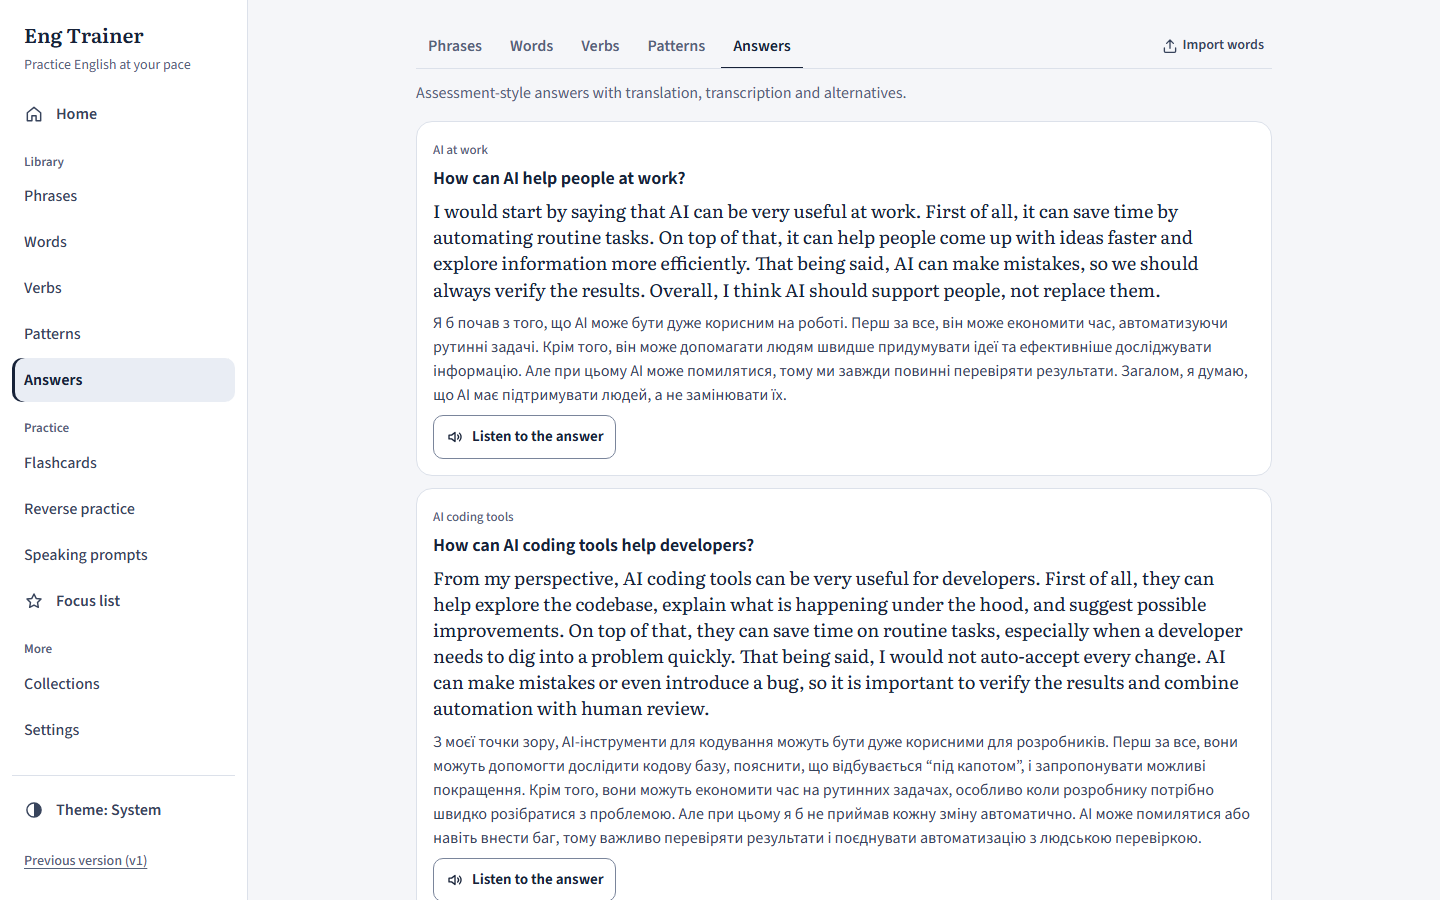 Eng Trainer
Practice English at your pace
Home
Library
Phrases
Words
Verbs
Patterns
Answers
Practice
Flashcards
Reverse practice
Speaking prompts
Focus list
More
Collections
Settings
Theme: System
Previous version (v1)
Phrases Words Verbs Patterns Answers Import words
Assessment-style answers with translation, transcription and alternatives.
AI at work
How can AI help people at work?
I would start by saying that AI can be very useful at work. First of all, it can save time by
automating routine tasks. On top of that, it can help people come up with ideas faster and
explore information more efficiently. That being said, AI can make mistakes, so we should
always verify the results. Overall, I think AI should support people, not replace them.
Я б почав з того, що AI може бути дуже корисним на роботі. Перш за все, він може економити час, автоматизуючи
рутинні задачі. Крім того, він може допомагати людям швидше придумувати ідеї та ефективніше досліджувати
інформацію. Але при цьому AI може помилятися, тому ми завжди повинні перевіряти результати. Загалом, я думаю,
що AI має підтримувати людей, а не замінювати їх.
Listen to the answer
AI coding tools
How can AI coding tools help developers?
From my perspective, AI coding tools can be very useful for developers. First of all, they can
help explore the codebase, explain what is happening under the hood, and suggest possible
improvements. On top of that, they can save time on routine tasks, especially when a developer
needs to dig into a problem quickly. That being said, I would not auto-accept every change. AI
can make mistakes or even introduce a bug, so it is important to verify the results and combine
automation with human review.
З моєї точки зору, AI-інструменти для кодування можуть бути дуже корисними для розробників. Перш за все, вони
можуть допомогти дослідити кодову базу, пояснити, що відбувається “під капотом”, і запропонувати можливі
покращення. Крім того, вони можуть економити час на рутинних задачах, особливо коли розробнику потрібно
швидко розібратися з проблемою. Але при цьому я б не приймав кожну зміну автоматично. AI може помилятися або
навіть внести баг, тому важливо перевіряти результати і поєднувати автоматизацію з людською перевіркою.
Listen to the answer